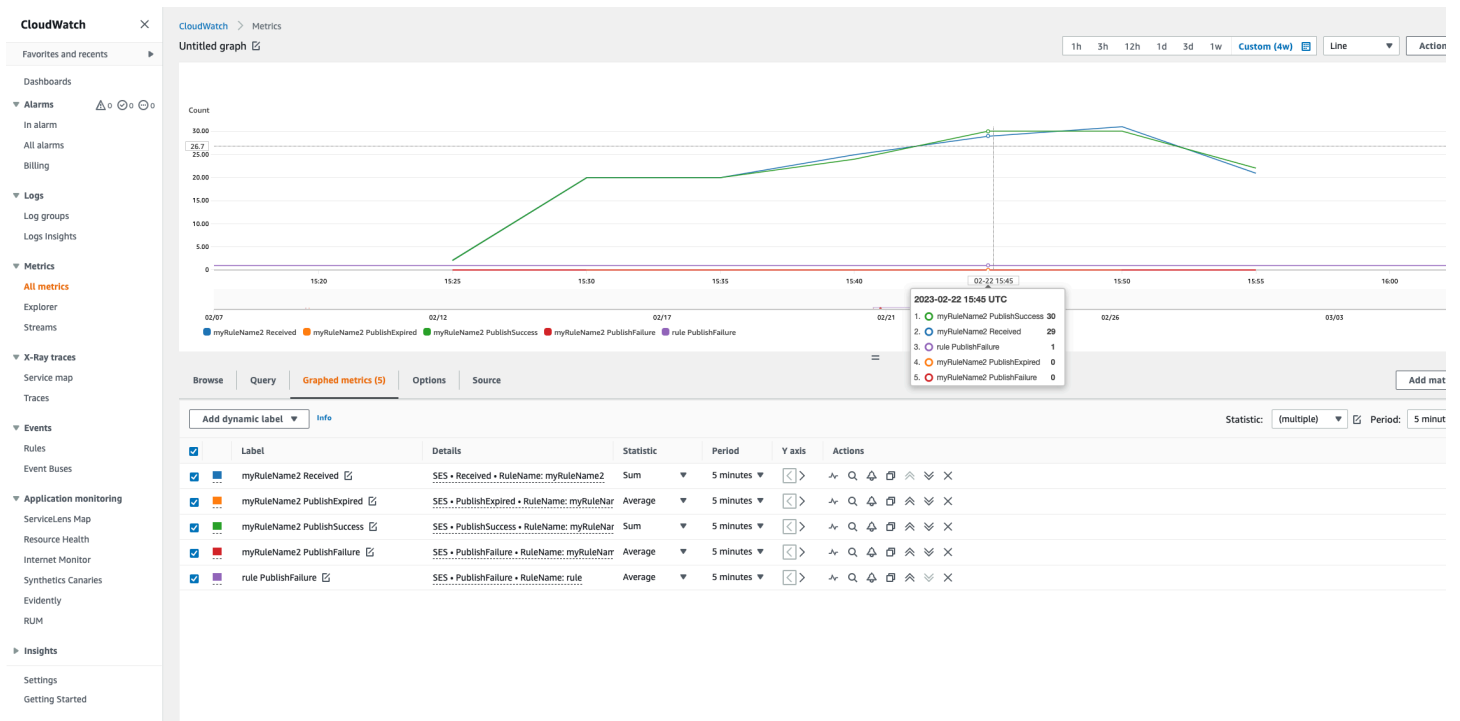 CloudWatch
Favorites and recents
Dashboards
Alarms 0 0 0
In alarm
All alarms
Billing
Logs
Log groups
Logs Insights
Metrics
All metrics
Explorer
Streams
X-Ray traces
Service map
Traces
Events
Rules
Event Buses
Application monitoring
ServiceLens Map
Resource Health
Internet Monitor
Synthetics Canaries
Evidently
RUM
Insights
Settings
Getting Started
CloudWatch > Metrics
Untitled graph
1h 3h 12h 1d 3d 1w Custom (4w) Line Action
Count
30.00
26.7
25.00
20.00
15.00
10.00
5.00
0
15:20 15:25 15:30 15:35 15:40 02-22 15:45 15:50 15:55 16:00
02/07 02/12 02/17 02/21 02/26 03/03
myRuleName2 Received myRuleName2 PublishExpired myRuleName2 PublishSuccess myRuleName2 PublishFailure rule PublishFailure
2023-02-22 15:45 UTC
1. myRuleName2 PublishSuccess 30
2. myRuleName2 Received 29
3. rule PublishFailure 1
4. myRuleName2 PublishExpired 0
5. myRuleName2 PublishFailure 0
Browse Query Graphed metrics (5) Options Source Add mat
Add dynamic label Info Statistic: (multiple) Period: 5 minut
Label Details Statistic Period Y axis Actions
myRuleName2 Received SES • Received • RuleName: myRuleName2 Sum 5 minutes < >
myRuleName2 PublishExpired SES • PublishExpired • RuleName: myRuleNar Average 5 minutes < >
myRuleName2 PublishSuccess SES • PublishSuccess • RuleName: myRuleNar Sum 5 minutes < >
myRuleName2 PublishFailure SES • PublishFailure • RuleName: myRuleNam Average 5 minutes < >
rule PublishFailure SES • PublishFailure • RuleName: rule Average 5 minutes < >